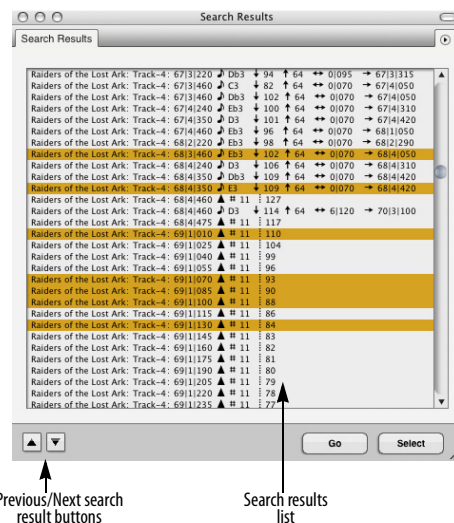 Search Results
Search Results
Raiders of the Lost Ark: Track-4: 67|3|220 ♪ Db3 ↓ 94 ↑ 64 ↔ 0|095 → 67|3|315
Raiders of the Lost Ark: Track-4: 67|3|460 ♪ C3 ↓ 82 ↑ 64 ↔ 0|070 → 67|4|050
Raiders of the Lost Ark: Track-4: 67|3|460 ♪ Db3 ↓ 102 ↑ 64 ↔ 0|070 → 67|4|050
Raiders of the Lost Ark: Track-4: 67|4|240 ♪ Eb3 ↓ 100 ↑ 64 ↔ 0|070 → 67|4|310
Raiders of the Lost Ark: Track-4: 67|4|350 ♪ D3 ↓ 101 ↑ 64 ↔ 0|070 → 67|4|420
Raiders of the Lost Ark: Track-4: 67|4|460 ♪ Eb3 ↓ 96 ↑ 64 ↔ 0|070 → 68|1|050
Raiders of the Lost Ark: Track-4: 68|2|220 ♪ Eb3 ↓ 98 ↑ 64 ↔ 0|070 → 68|2|290
Raiders of the Lost Ark: Track-4: 68|3|460 ♪ Eb3 ↓ 102 ↑ 64 ↔ 0|070 → 68|4|050
Raiders of the Lost Ark: Track-4: 68|4|240 ♪ D3 ↓ 106 ↑ 64 ↔ 0|070 → 68|4|310
Raiders of the Lost Ark: Track-4: 68|4|350 ♪ Db3 ↓ 109 ↑ 64 ↔ 0|070 → 68|4|420
Raiders of the Lost Ark: Track-4: 68|4|350 ♪ E3 ↓ 109 ↑ 64 ↔ 0|070 → 68|4|420
Raiders of the Lost Ark: Track-4: 68|4|460 ▲ # 11 ⁞ 127
Raiders of the Lost Ark: Track-4: 68|4|460 ♪ D3 ↓ 114 ↑ 64 ↔ 6|120 → 70|3|100
Raiders of the Lost Ark: Track-4: 68|4|475 ▲ # 11 ⁞ 117
Raiders of the Lost Ark: Track-4: 69|1|010 ▲ # 11 ⁞ 110
Raiders of the Lost Ark: Track-4: 69|1|025 ▲ # 11 ⁞ 104
Raiders of the Lost Ark: Track-4: 69|1|040 ▲ # 11 ⁞ 99
Raiders of the Lost Ark: Track-4: 69|1|055 ▲ # 11 ⁞ 96
Raiders of the Lost Ark: Track-4: 69|1|070 ▲ # 11 ⁞ 93
Raiders of the Lost Ark: Track-4: 69|1|085 ▲ # 11 ⁞ 90
Raiders of the Lost Ark: Track-4: 69|1|100 ▲ # 11 ⁞ 88
Raiders of the Lost Ark: Track-4: 69|1|115 ▲ # 11 ⁞ 86
Raiders of the Lost Ark: Track-4: 69|1|130 ▲ # 11 ⁞ 84
Raiders of the Lost Ark: Track-4: 69|1|145 ▲ # 11 ⁞ 83
Raiders of the Lost Ark: Track-4: 69|1|160 ▲ # 11 ⁞ 82
Raiders of the Lost Ark: Track-4: 69|1|175 ▲ # 11 ⁞ 81
Raiders of the Lost Ark: Track-4: 69|1|190 ▲ # 11 ⁞ 80
Raiders of the Lost Ark: Track-4: 69|1|205 ▲ # 11 ⁞ 79
Raiders of the Lost Ark: Track-4: 69|1|220 ▲ # 11 ⁞ 78
Raiders of the Lost Ark: Track-4: 69|1|235 ▲ # 11 ⁞ 77
Go Select
Previous/Next search
result buttons
Search results
list